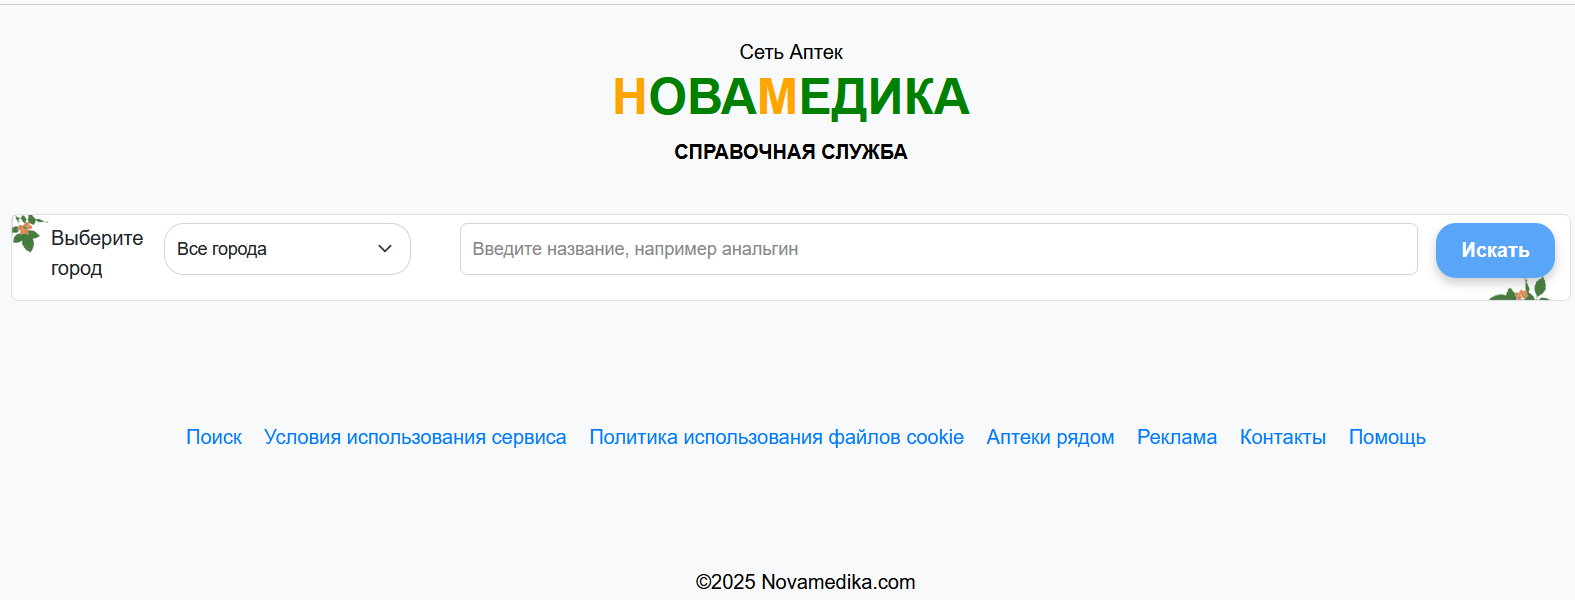 Сеть Аптек
НОВАМЕДИКА
СПРАВОЧНАЯ СЛУЖБА
Выберите город
Все города
Введите название, например анальгин
Искать
Поиск Условия использования сервиса Политика использования файлов cookie Аптеки рядом Реклама Контакты Помощь
©2025 Novamedika.com